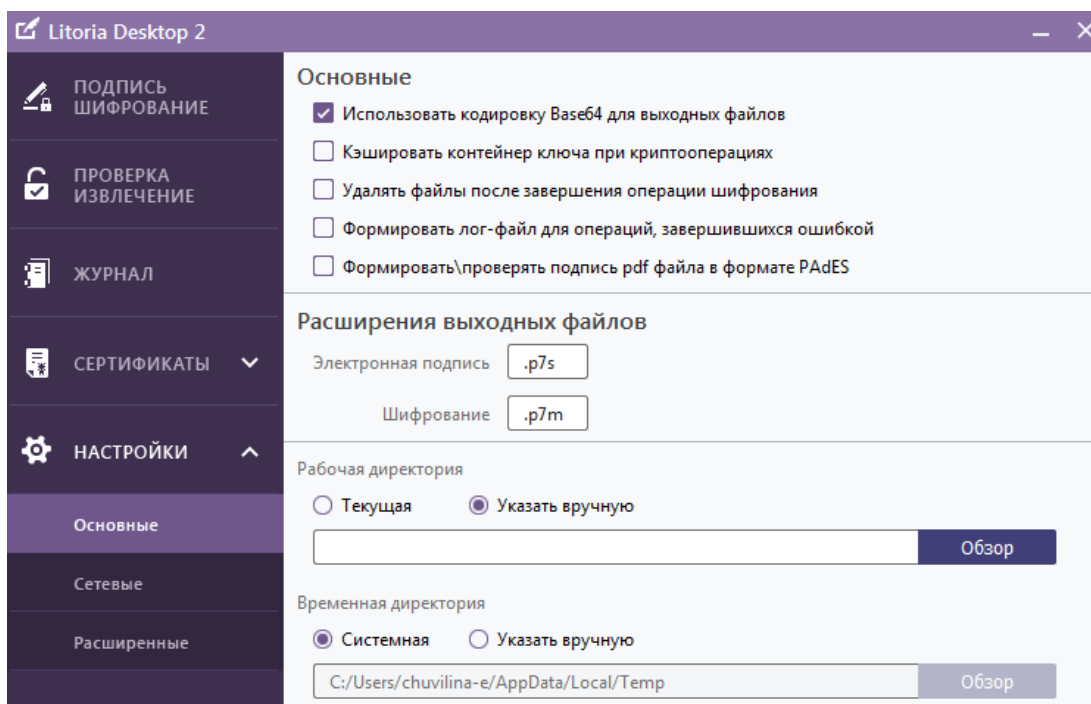 Litoria Desktop 2
ПОДПИСЬ
ШИФРОВАНИЕ
ПРОВЕРКА
ИЗВЛЕЧЕНИЕ
ЖУРНАЛ
СЕРТИФИКАТЫ
НАСТРОЙКИ
Основные
Сетевые
Расширенные
Основные
Использовать кодировку Base64 для выходных файлов
Кэшировать контейнер ключа при криптооперациях
Удалять файлы после завершения операции шифрования
Формировать лог-файл для операций, завершившихся ошибкой
Формировать\проверять подпись pdf файла в формате PAdES
Расширения выходных файлов
Электронная подпись .p7s
Шифрование .p7m
Рабочая директория
Текущая Указать вручную
Обзор
Временная директория
Системная Указать вручную
C:/Users/chuvilina-e/AppData/Local/Temp Обзор